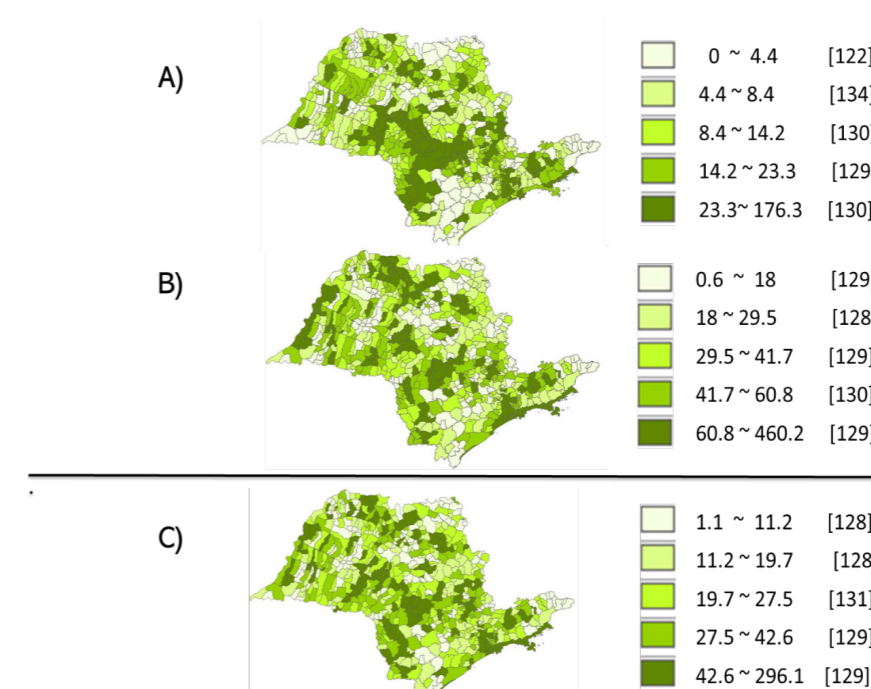 A)
0 ~ 4.4 [122]
4.4 ~ 8.4 [134]
8.4 ~ 14.2 [130]
14.2 ~ 23.3 [129
23.3~ 176.3 [130]
B)
0.6 ~ 18 [129
18 ~ 29.5 [128
29.5 ~ 41.7 [129]
41.7 ~ 60.8 [130]
60.8 ~ 460.2 [129]
C)
1.1 ~ 11.2 [128]
11.2 ~ 19.7 [128
19.7 ~ 27.5 [131]
27.5 ~ 42.6 [129]
42.6 ~ 296.1 [129]